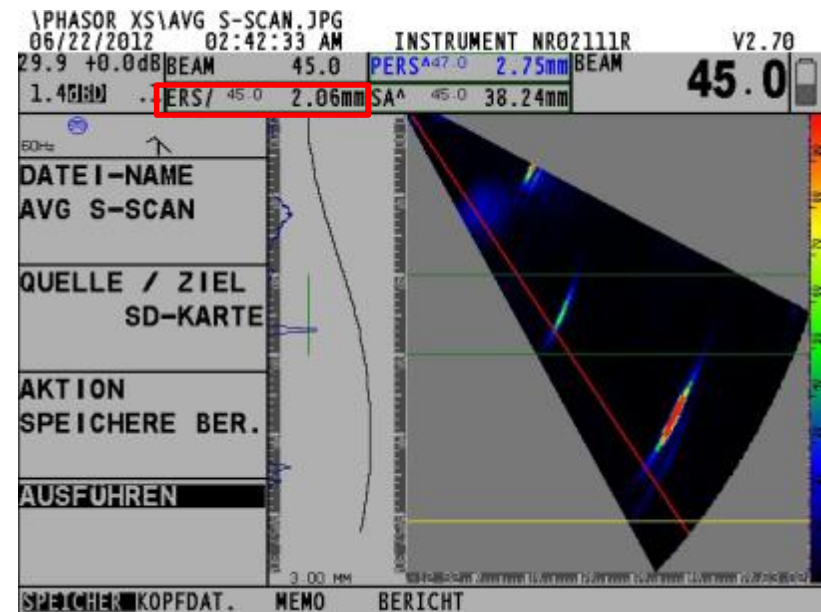 \PHASOR XS\AVG S-SCAN.JPG
06/22/2012 02:42:33 AM INSTRUMENT NR02111R V2.70
29.9 +0.0dB BEAM 45.0 PERS^47.0 2.75mm BEAM 45.0
ERS/ 45.0 2.06mm SA^ 45.0 38.24mm
60Hz
DATEI-NAME
AVG S-SCAN
QUELLE / ZIEL
SD-KARTE
AKTION
SPEICHERE BER.
AUSFÜHREN
3.00 MM
SPEICHER KOPFDAT. MEMO BERICHT